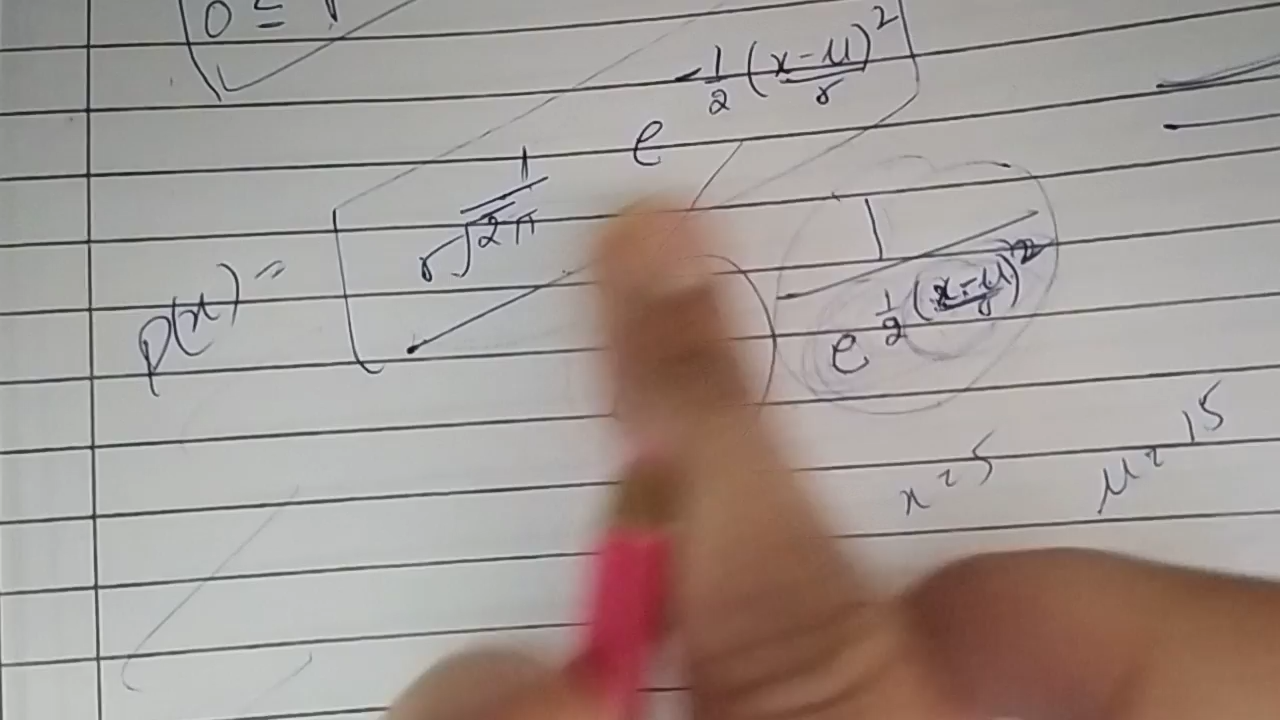 0 ≤
p(x) = 1/(σ√2π) e^(-1/2((x-μ)/σ)^2)
1/(e^(1/2((x-μ)/σ)^2))
x = 5 μ = 15